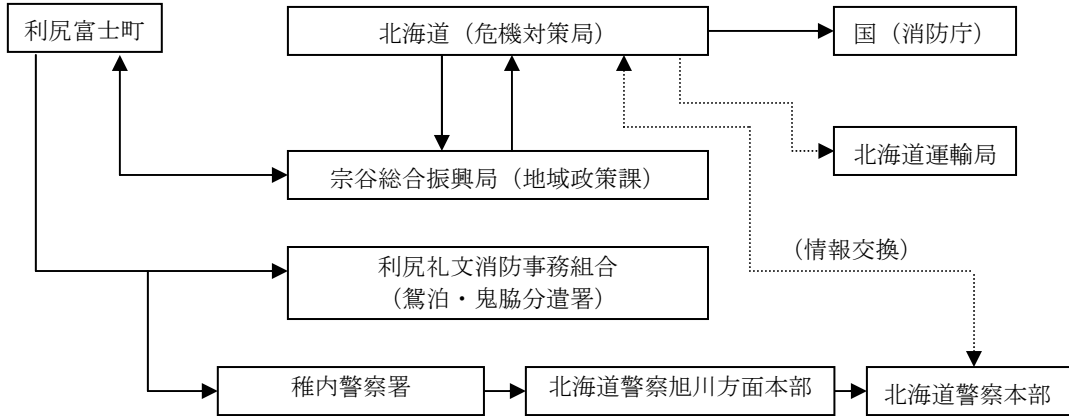 利尻富士町
北海道（危機対策局）
国（消防庁）
北海道運輸局
宗谷総合振興局（地域政策課）
（情報交換）
利尻礼文消防事務組合
（鴛泊・鬼脇分遣署）
稚内警察署
北海道警察旭川方面本部
北海道警察本部